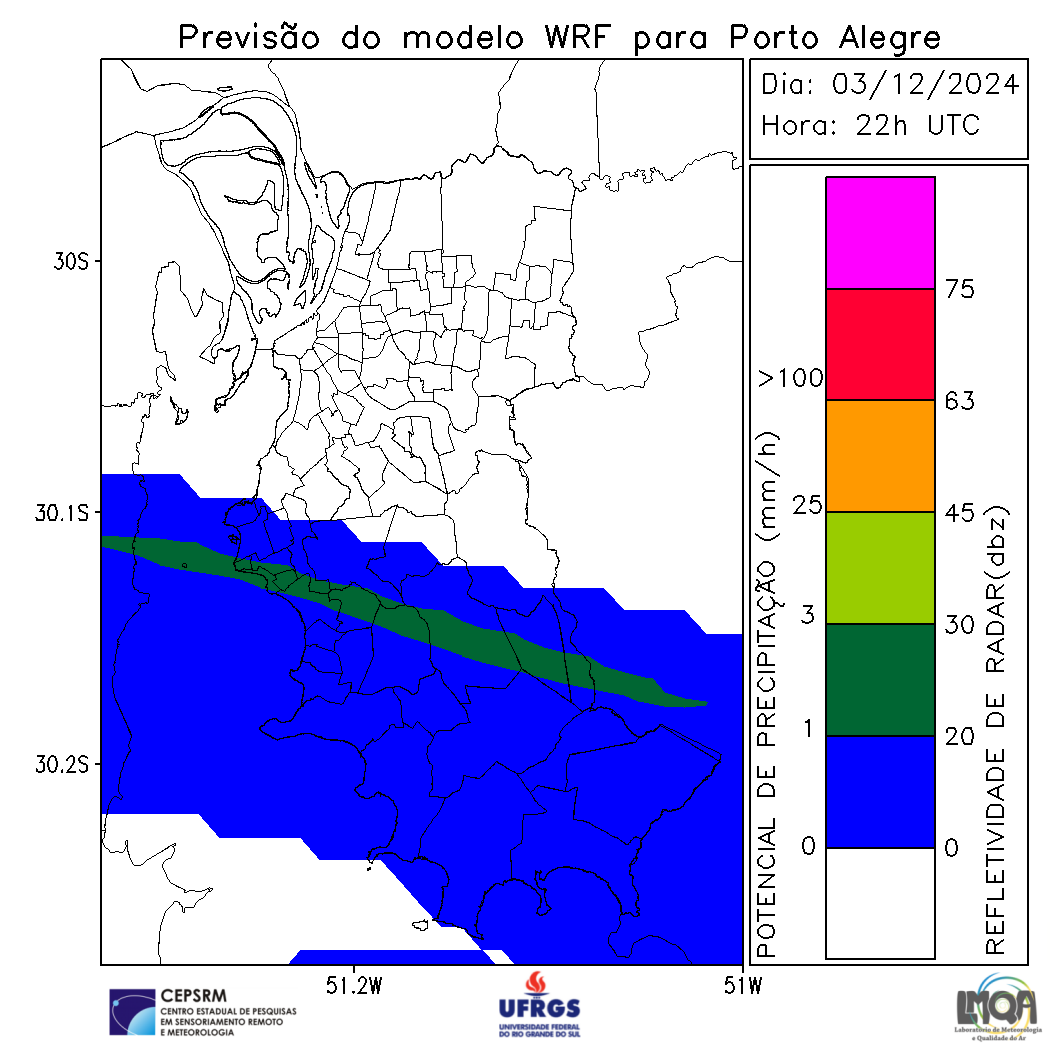 Previsão do modelo WRF para Porto Alegre
Dia: 03/12/2024
Hora: 22h UTC
30S
30.1S
30.2S
51.2W
51W
POTENCIAL DE PRECIPITAÇÃO (mm/h)
>100
25
3
1
0
75
63
45
30
20
0
REFLETIVIDADE DE RADAR(dbz)
CEPSRM
CENTRO ESTADUAL DE PESQUISAS
EM SENSORIAMENTO REMOTO
E METEOROLOGIA
UFRGS
UNIVERSIDADE FEDERAL
DO RIO GRANDE DO SUL
LMQA
Laboratório de Meteorologia
e Qualidade do Ar